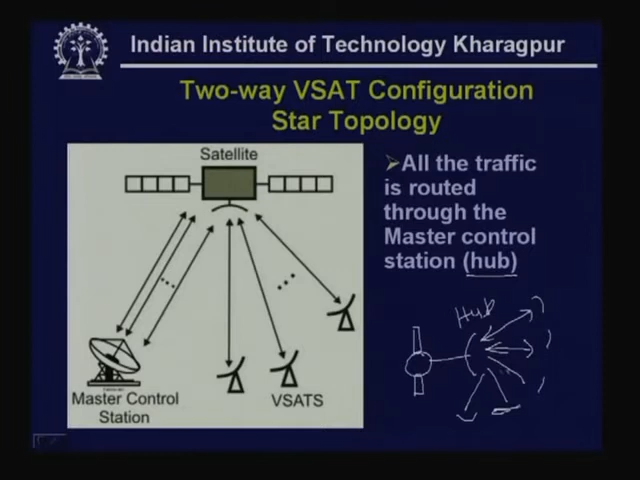 Indian Institute of Technology Kharagpur
Two-way VSAT Configuration
Star Topology
Satellite
➢All the traffic
is routed
through the
Master control
station (hub)
Hub
Master Control
Station
VSATS